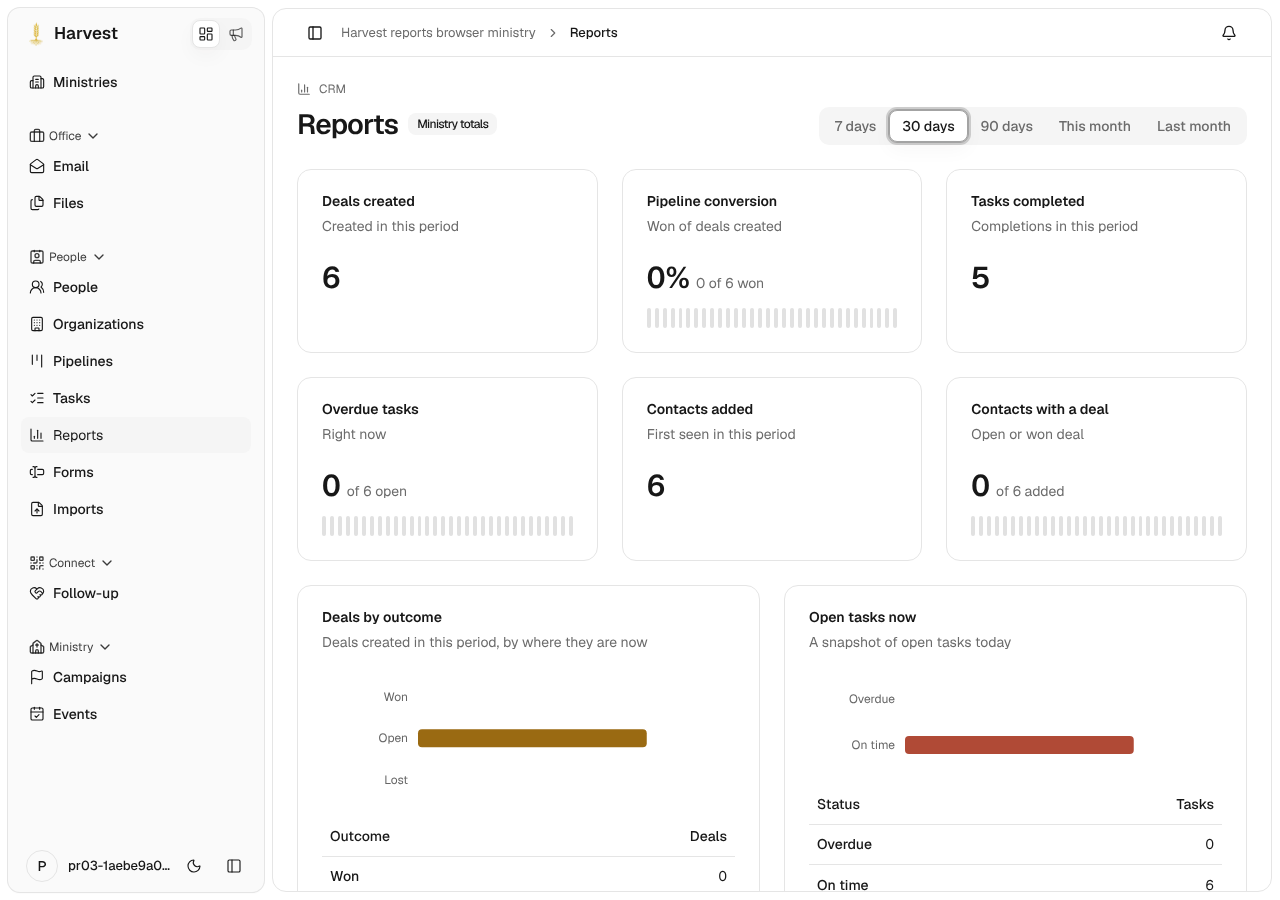 Harvest
Ministries
Office
Email
Files
People
People
Organizations
Pipelines
Tasks
Reports
Forms
Imports
Connect
Follow-up
Ministry
Campaigns
Events
P
pr03-1aebe9a0...
Harvest reports browser ministry
Reports
CRM
Reports
Ministry totals
7 days
30 days
90 days
This month
Last month
Deals created
Created in this period
6
Pipeline conversion
Won of deals created
0% 0 of 6 won
Tasks completed
Completions in this period
5
Overdue tasks
Right now
0 of 6 open
Contacts added
First seen in this period
6
Contacts with a deal
Open or won deal
0 of 6 added
Deals by outcome
Deals created in this period, by where they are now
Won
Open
Lost
Outcome Deals
Won 0
Open tasks now
A snapshot of open tasks today
Overdue
On time
Status Tasks
Overdue 0
On time 6